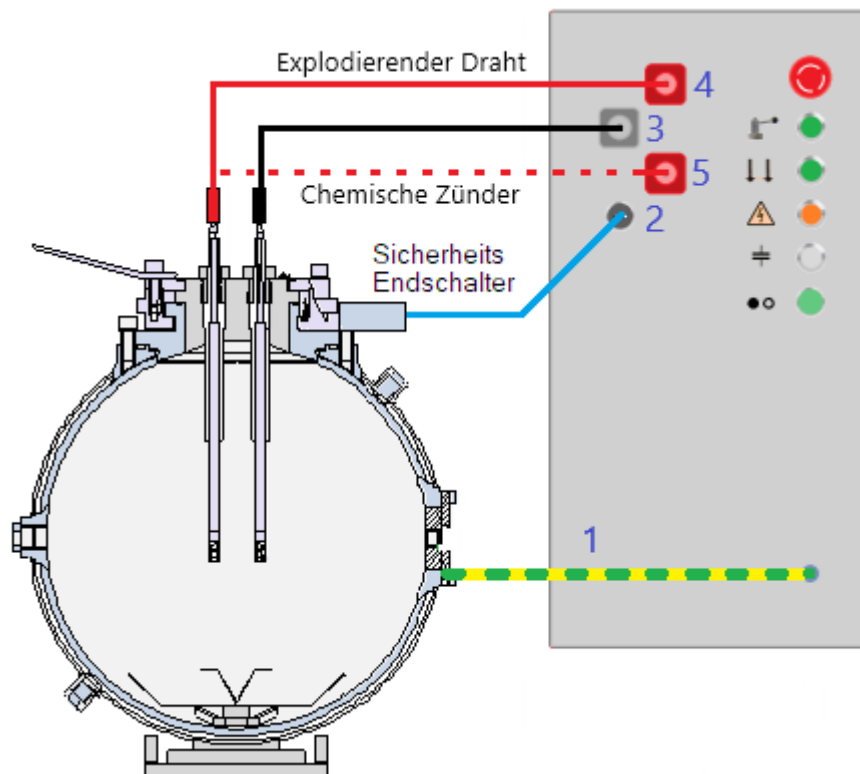 Explodierender Draht
4
3
Chemische Zünder
5
2
Sicherheits
Endschalter
1